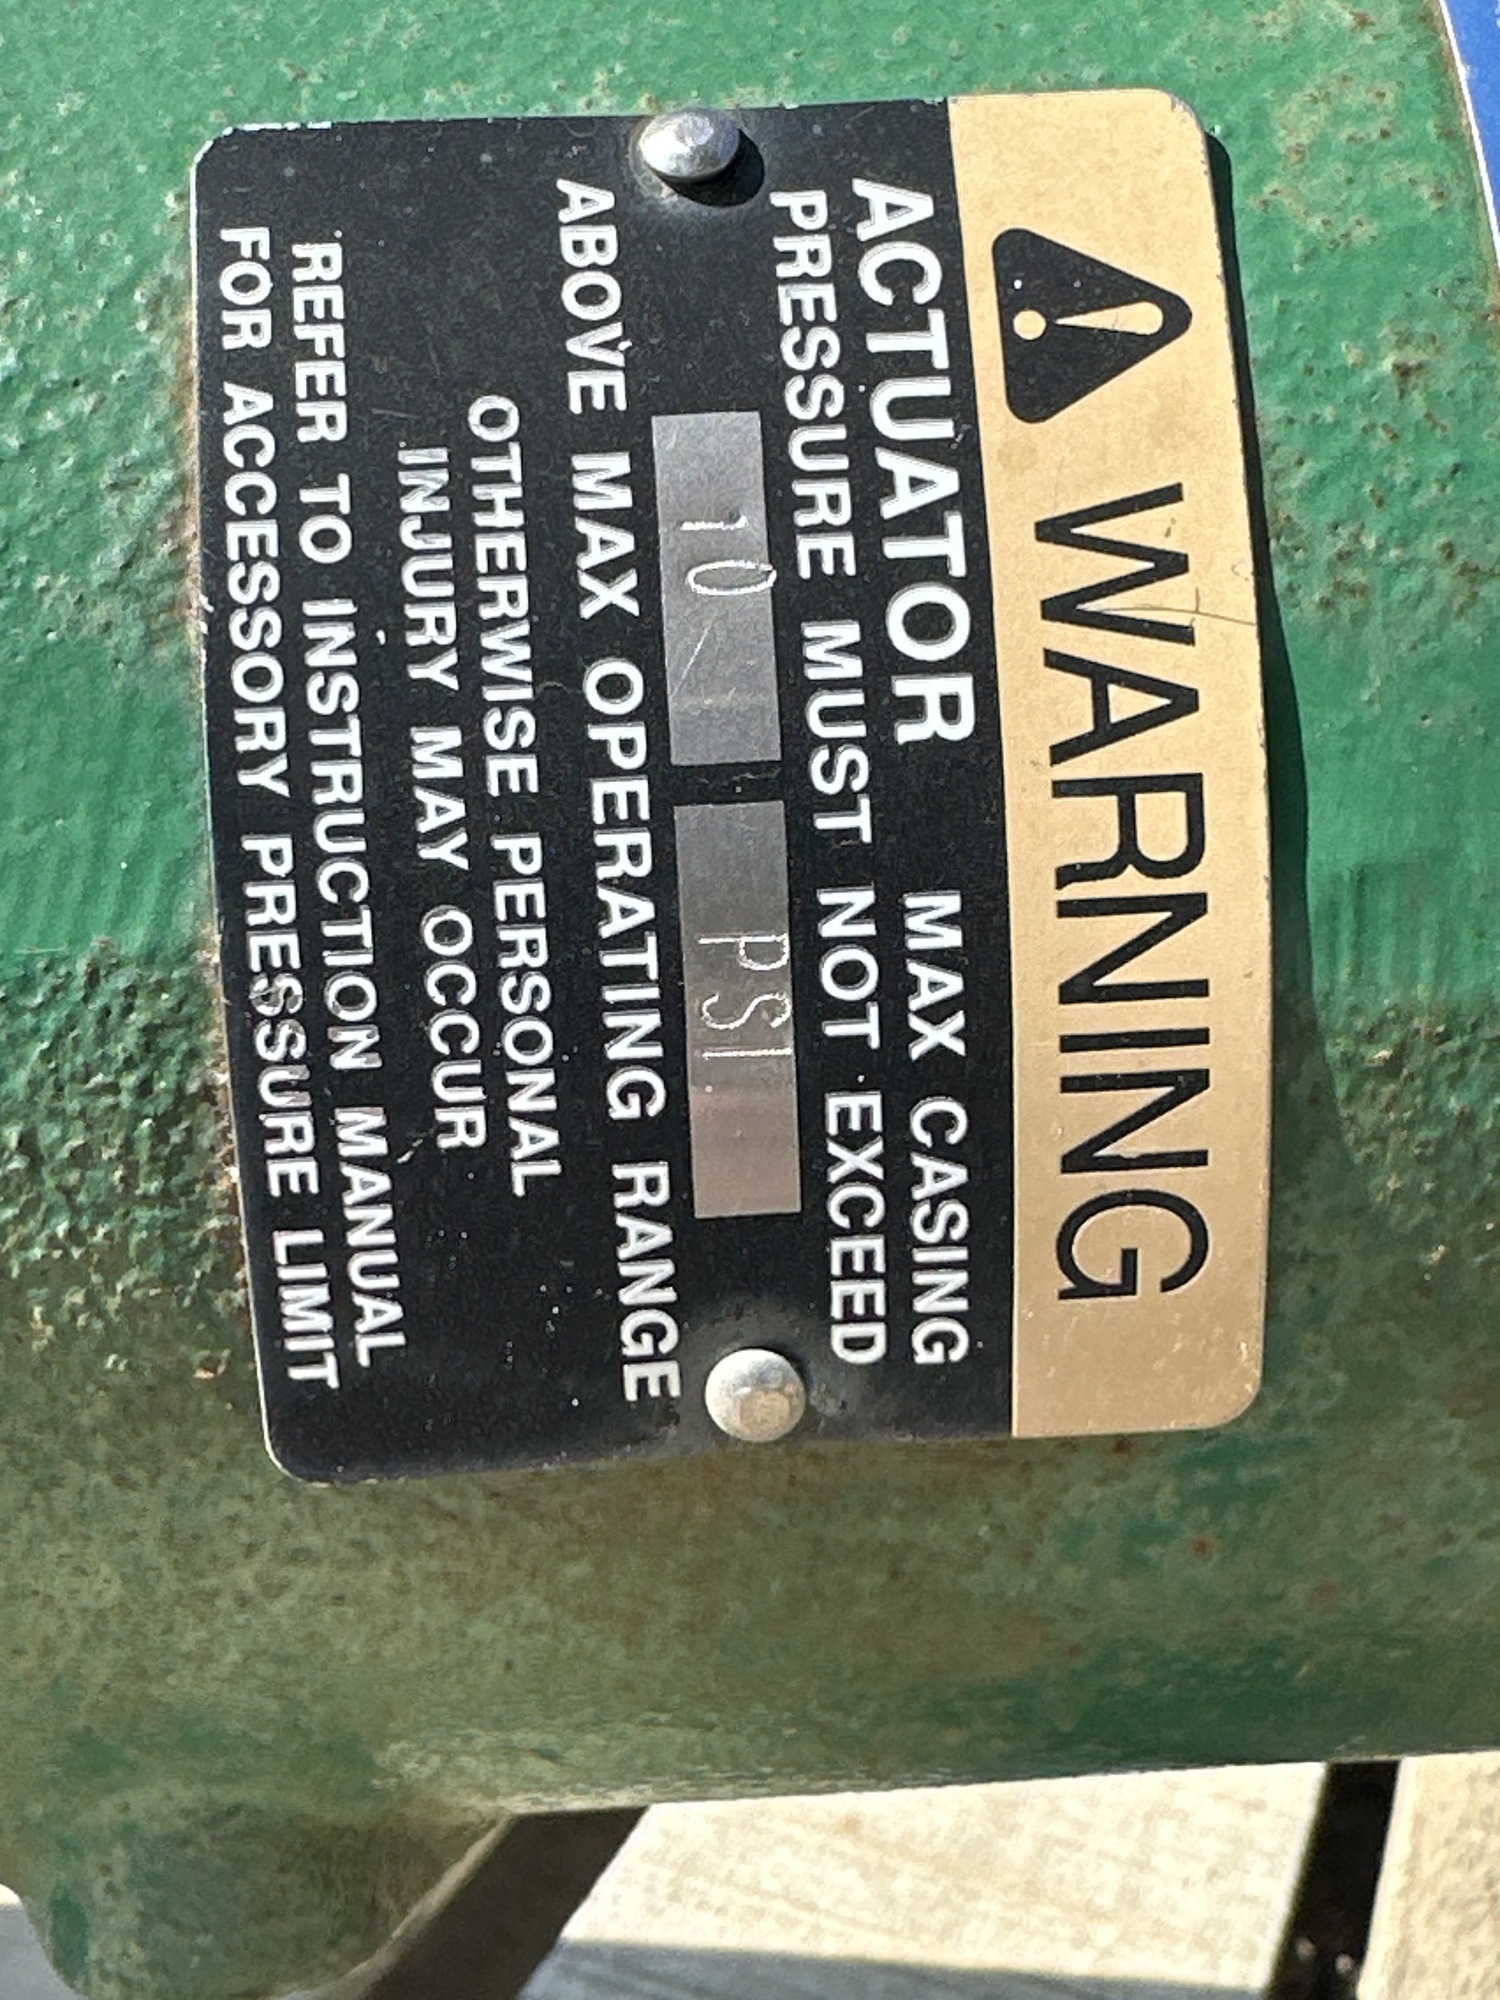 WARNING
ACTUATOR MAX CASING
PRESSURE MUST NOT EXCEED
10 PSI
ABOVE MAX OPERATING RANGE
OTHERWISE PERSONAL
INJURY MAY OCCUR
REFER TO INSTRUCTION MANUAL
FOR ACCESSORY PRESSURE LIMIT